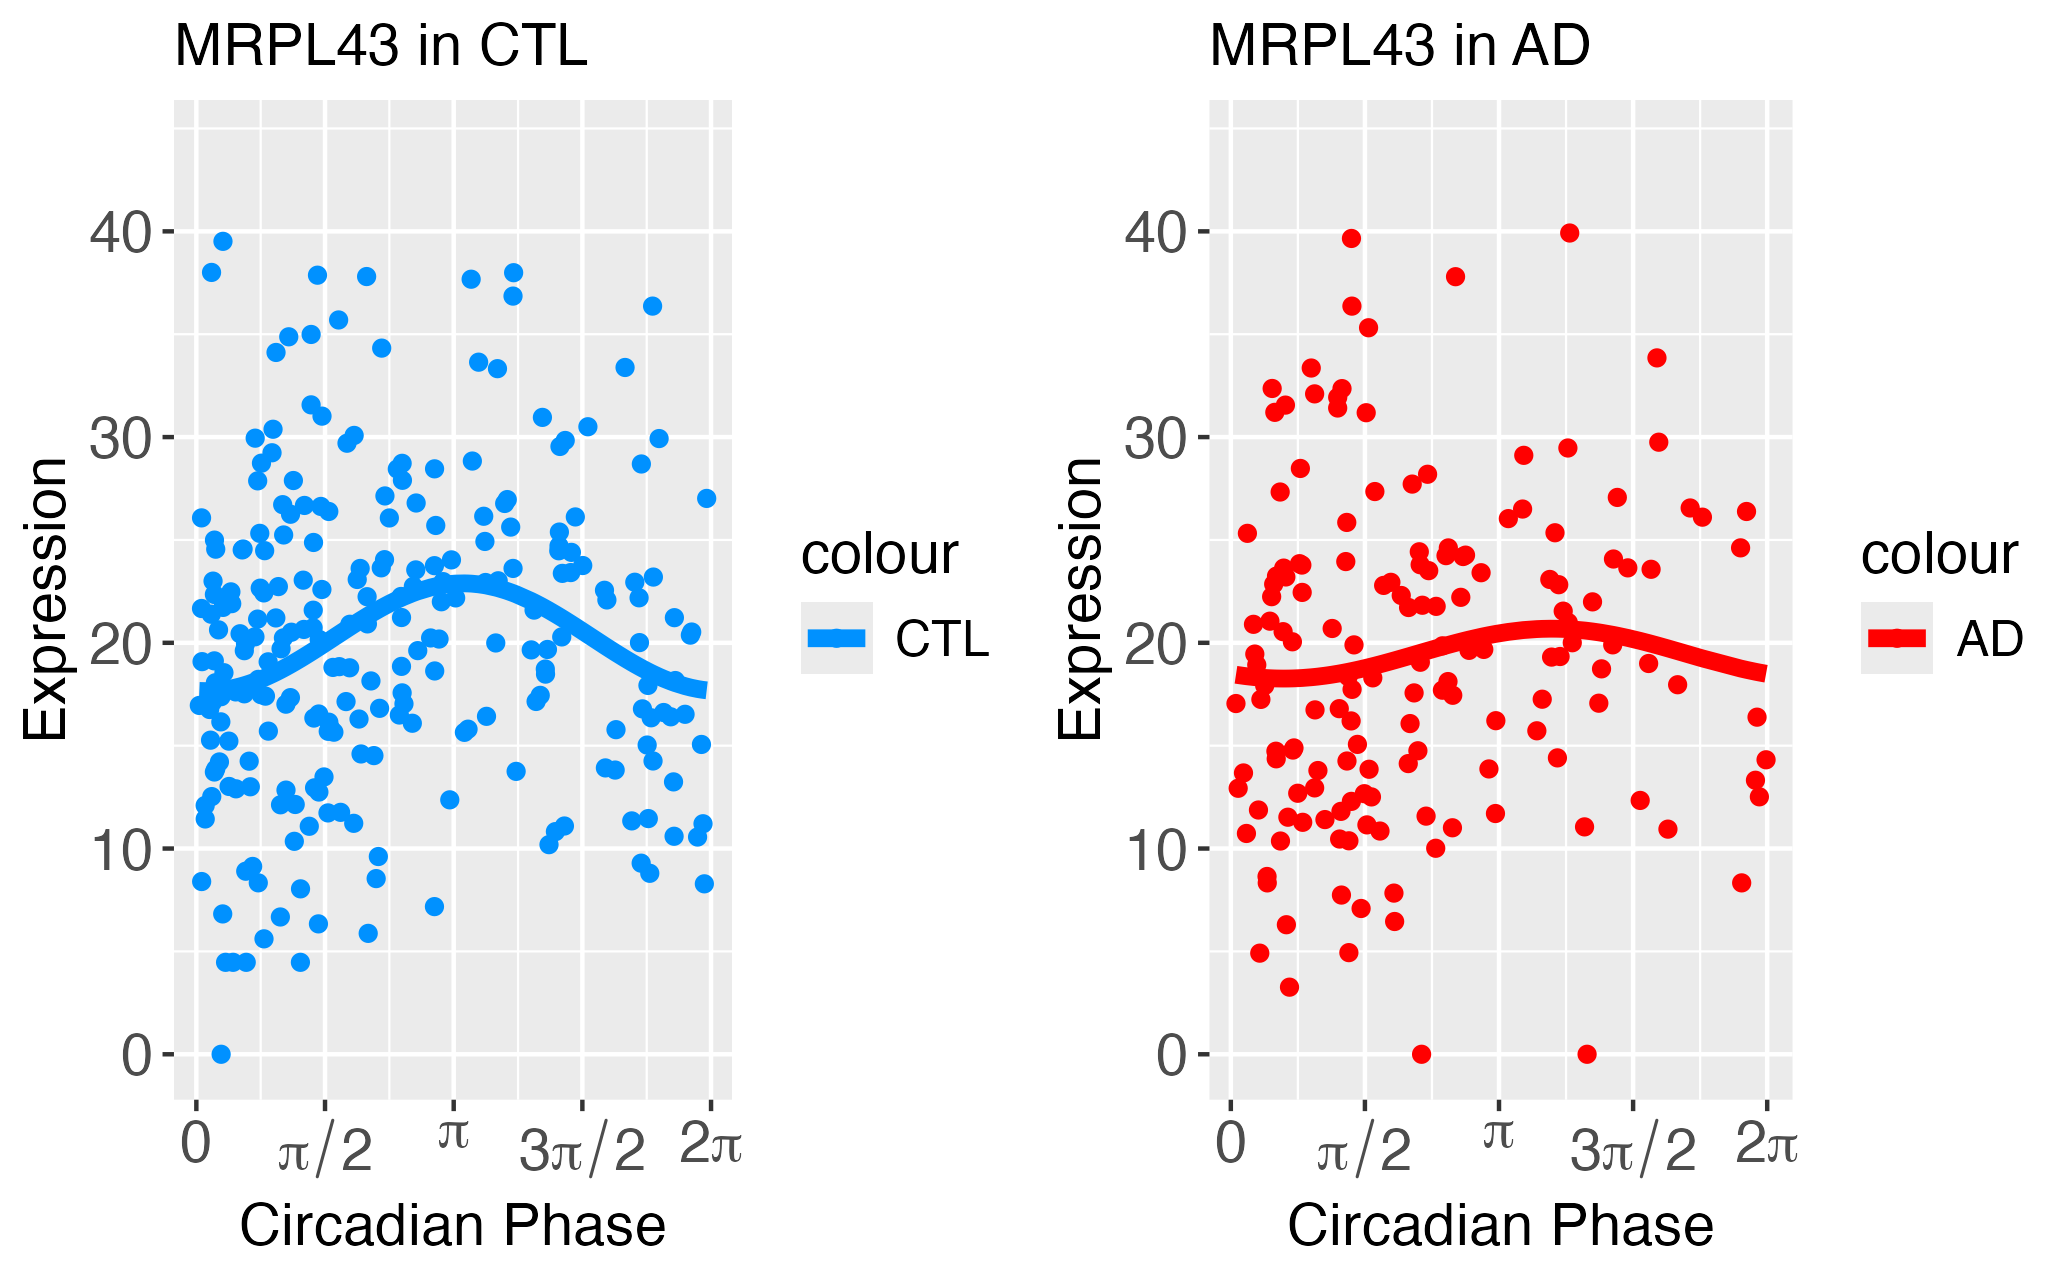 MRPL43 in CTL
Expression
40
30
20
10
0
0 π/2 π 3π/2 2π
Circadian Phase
colour
CTL
MRPL43 in AD
Expression
40
30
20
10
0
0 π/2 π 3π/2 2π
Circadian Phase
colour
AD